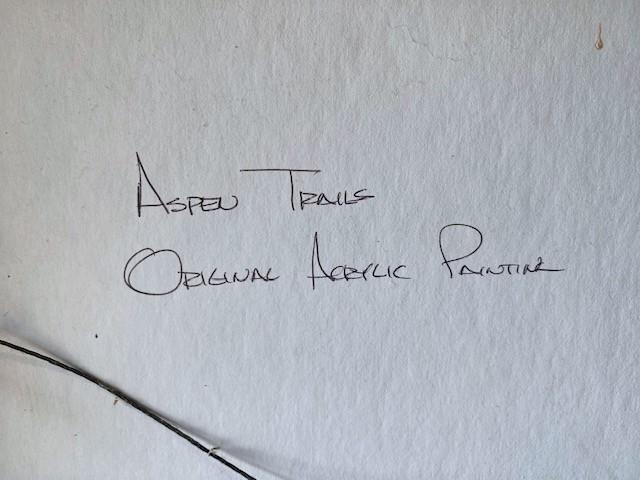 Aspen Trails
Original Acrylic Painting